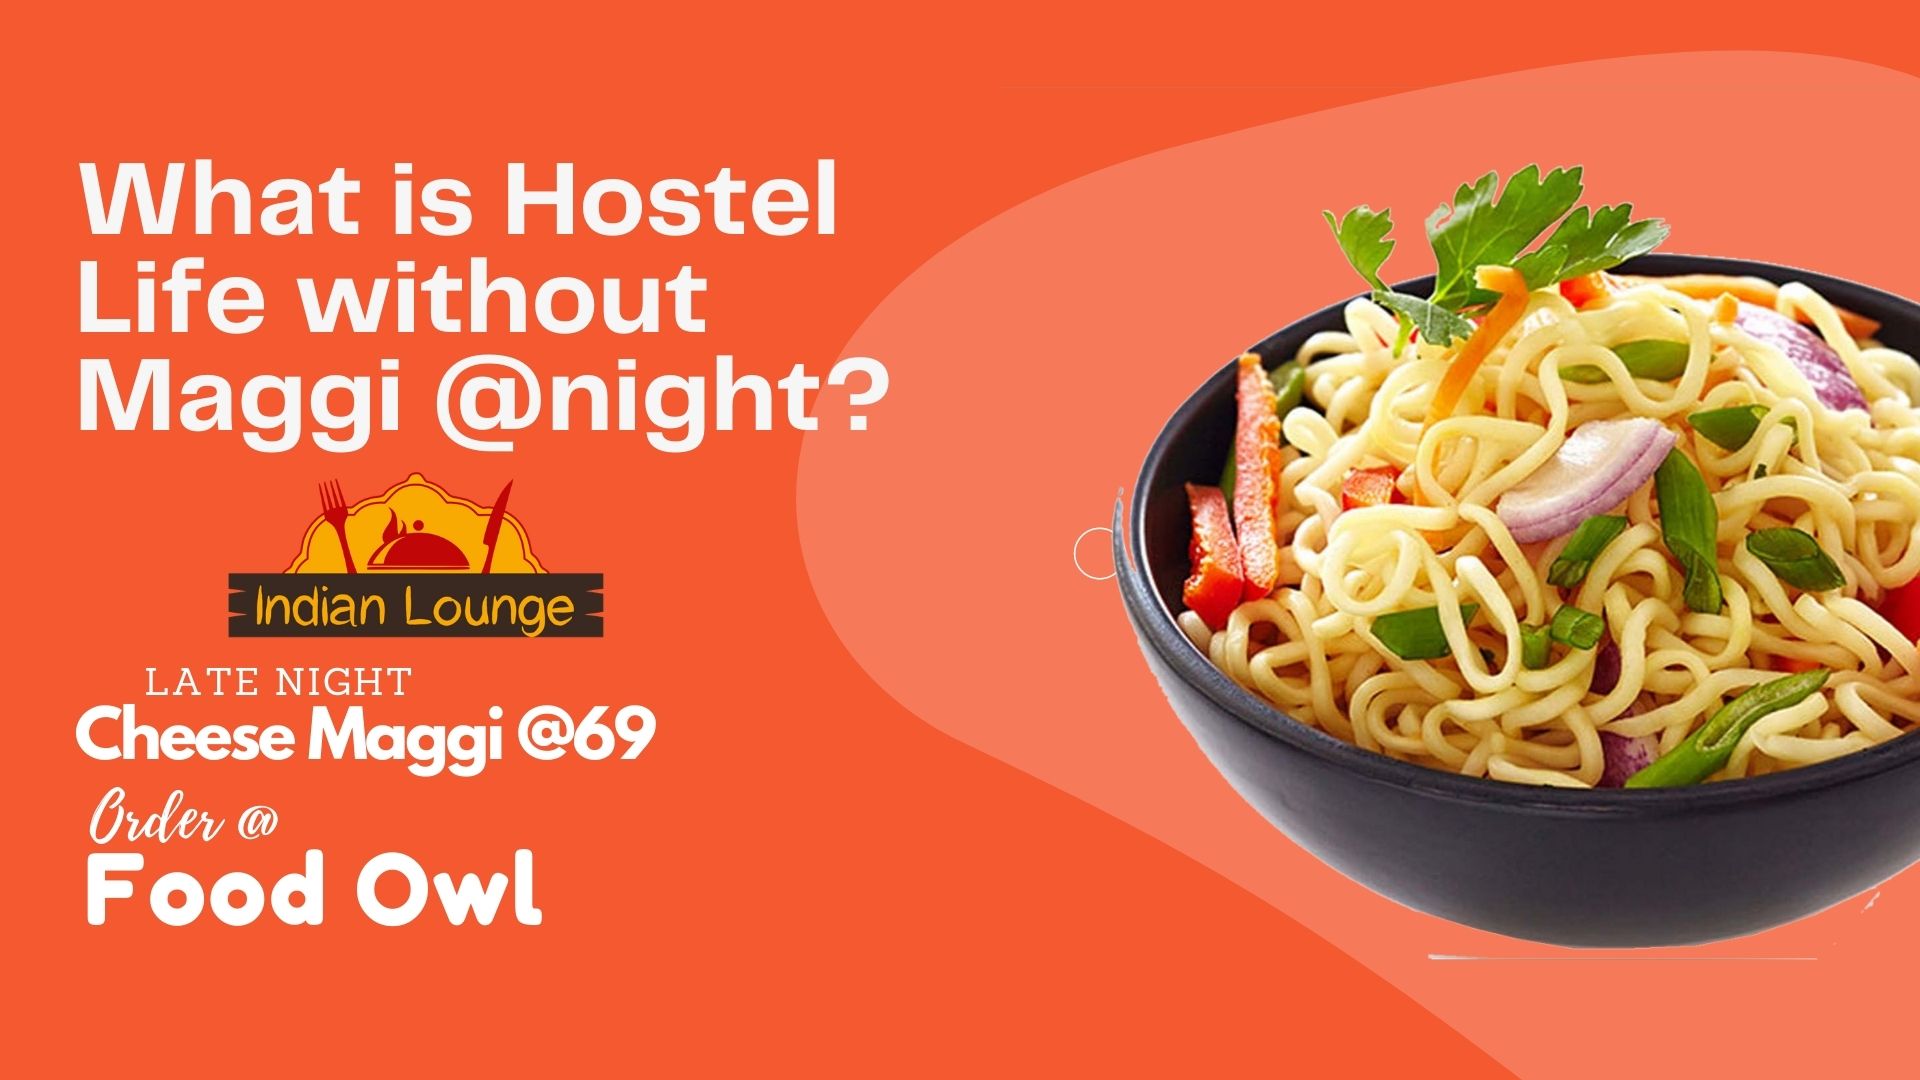 What is Hostel
Life without
Maggi @night?
Indian Lounge
LATE NIGHT
Cheese Maggi @69
Order @
Food Owl